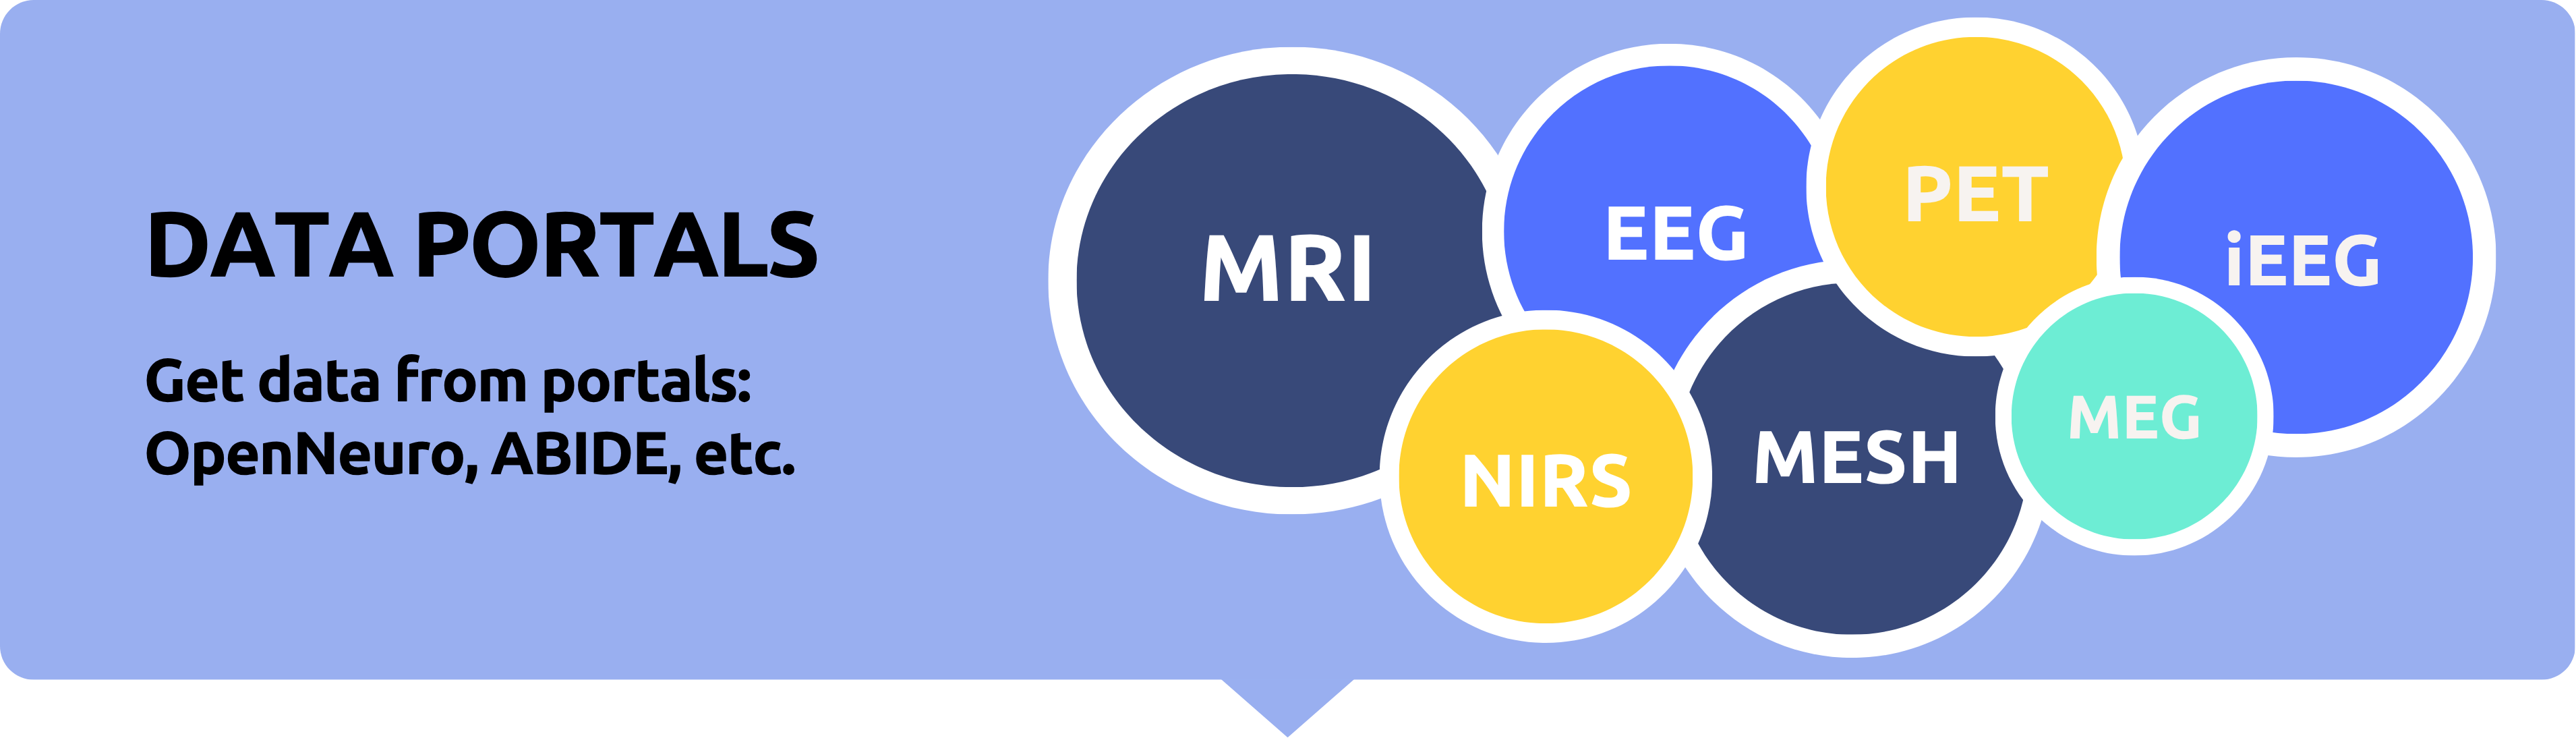 DATA PORTALS
Get data from portals:
OpenNeuro, ABIDE, etc.
MRI
EEG
PET
iEEG
NIRS
MESH
MEG